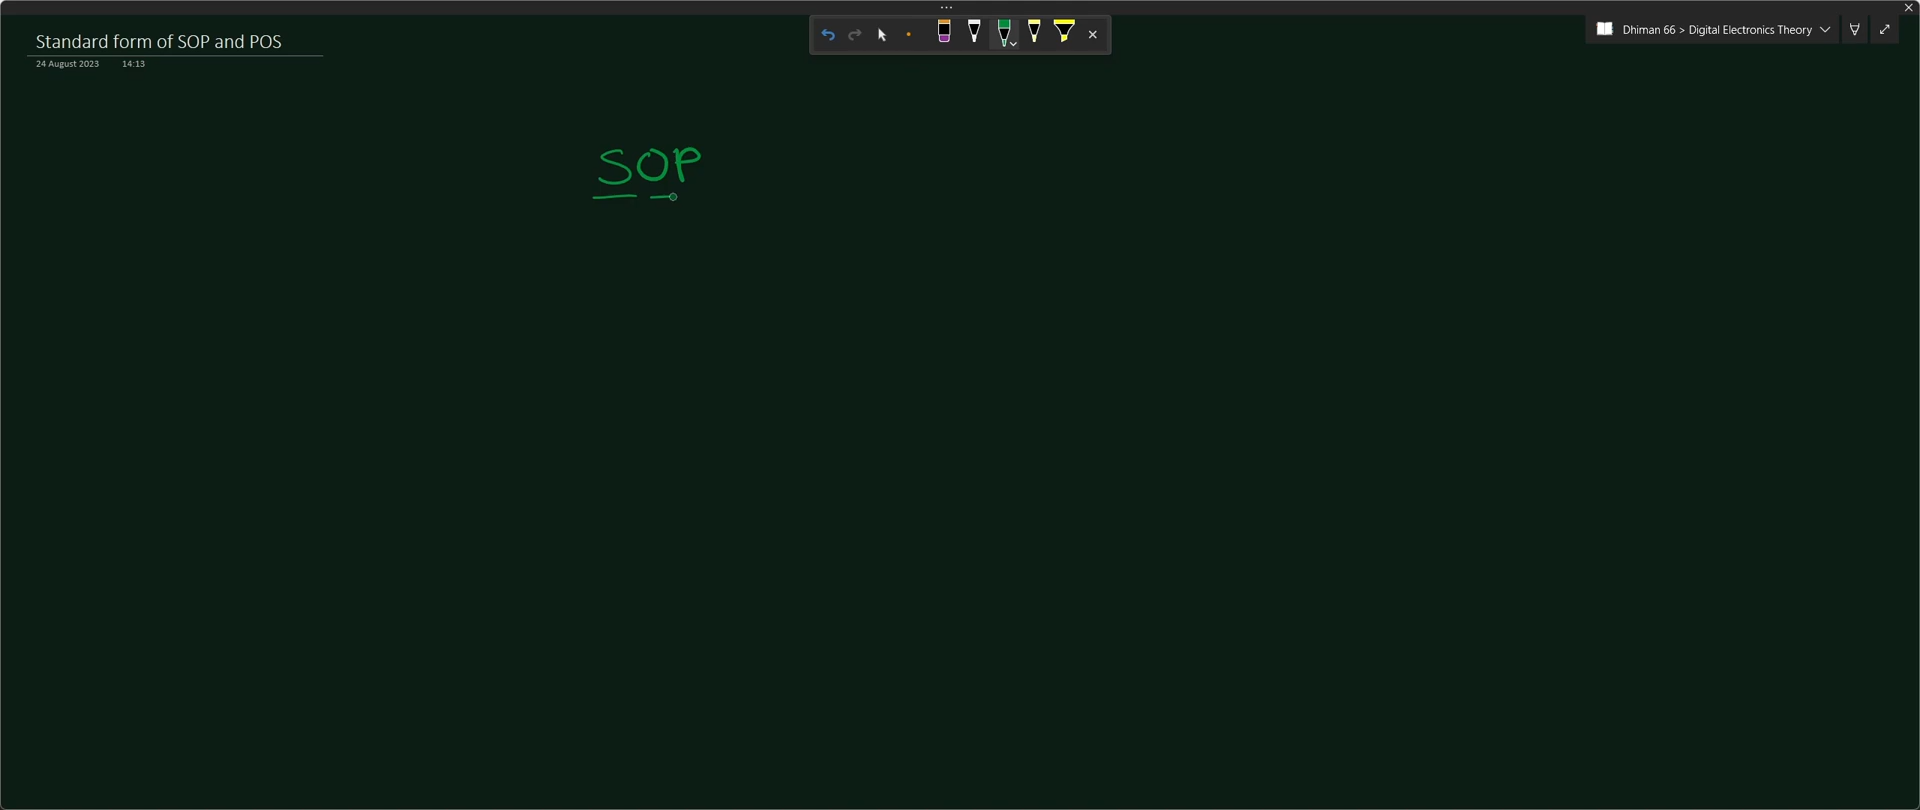 Dhiman 66 > Digital Electronics Theory
Standard form of SOP and POS
24 August 2023 14:13
SOP